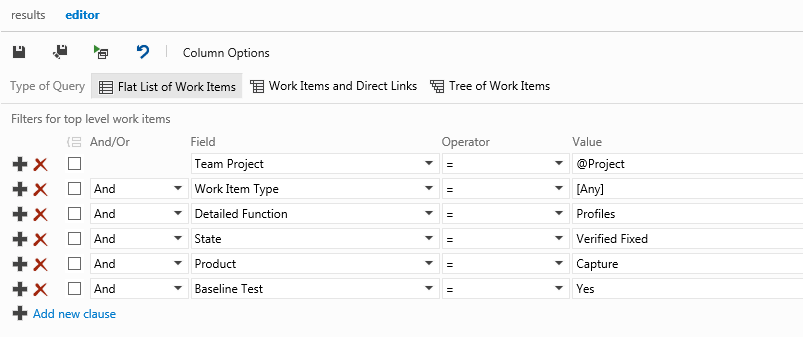 results editor
Column Options
Type of Query Flat List of Work Items Work Items and Direct Links Tree of Work Items
Filters for top level work items
And/Or Field Operator Value
Team Project = @Project
And Work Item Type = [Any]
And Detailed Function = Profiles
And State = Verified Fixed
And Product = Capture
And Baseline Test = Yes
Add new clause